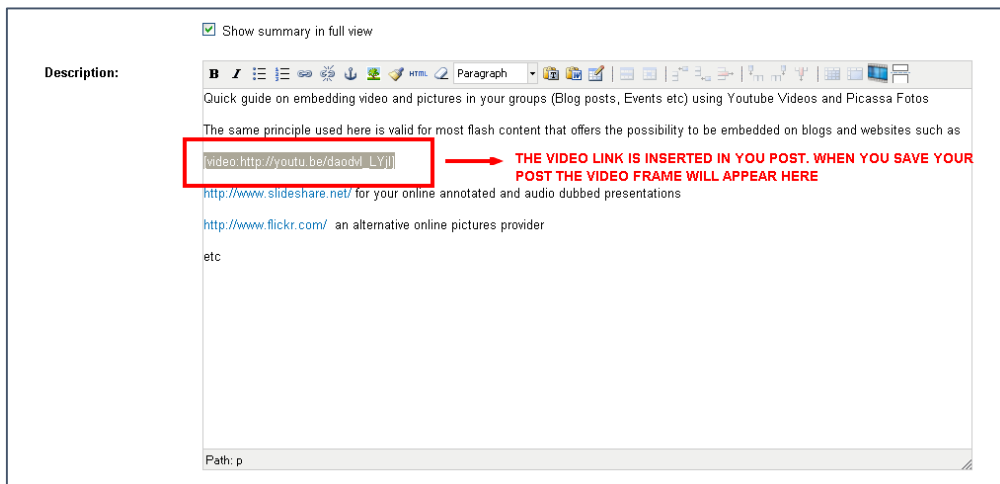 Show summary in full view
Description:
B I HTML Paragraph
Quick guide on embedding video and pictures in your groups (Blog posts, Events etc) using Youtube Videos and Picassa Fotos
The same principle used here is valid for most flash content that offers the possibility to be embedded on blogs and websites such as
[video:http://youtu.be/daodvl_LYjI]
THE VIDEO LINK IS INSERTED IN YOU POST. WHEN YOU SAVE YOUR
POST THE VIDEO FRAME WILL APPEAR HERE
http://www.slideshare.net/ for your online annotated and audio dubbed presentations
http://www.flickr.com/ an alternative online pictures provider
etc
Path: p